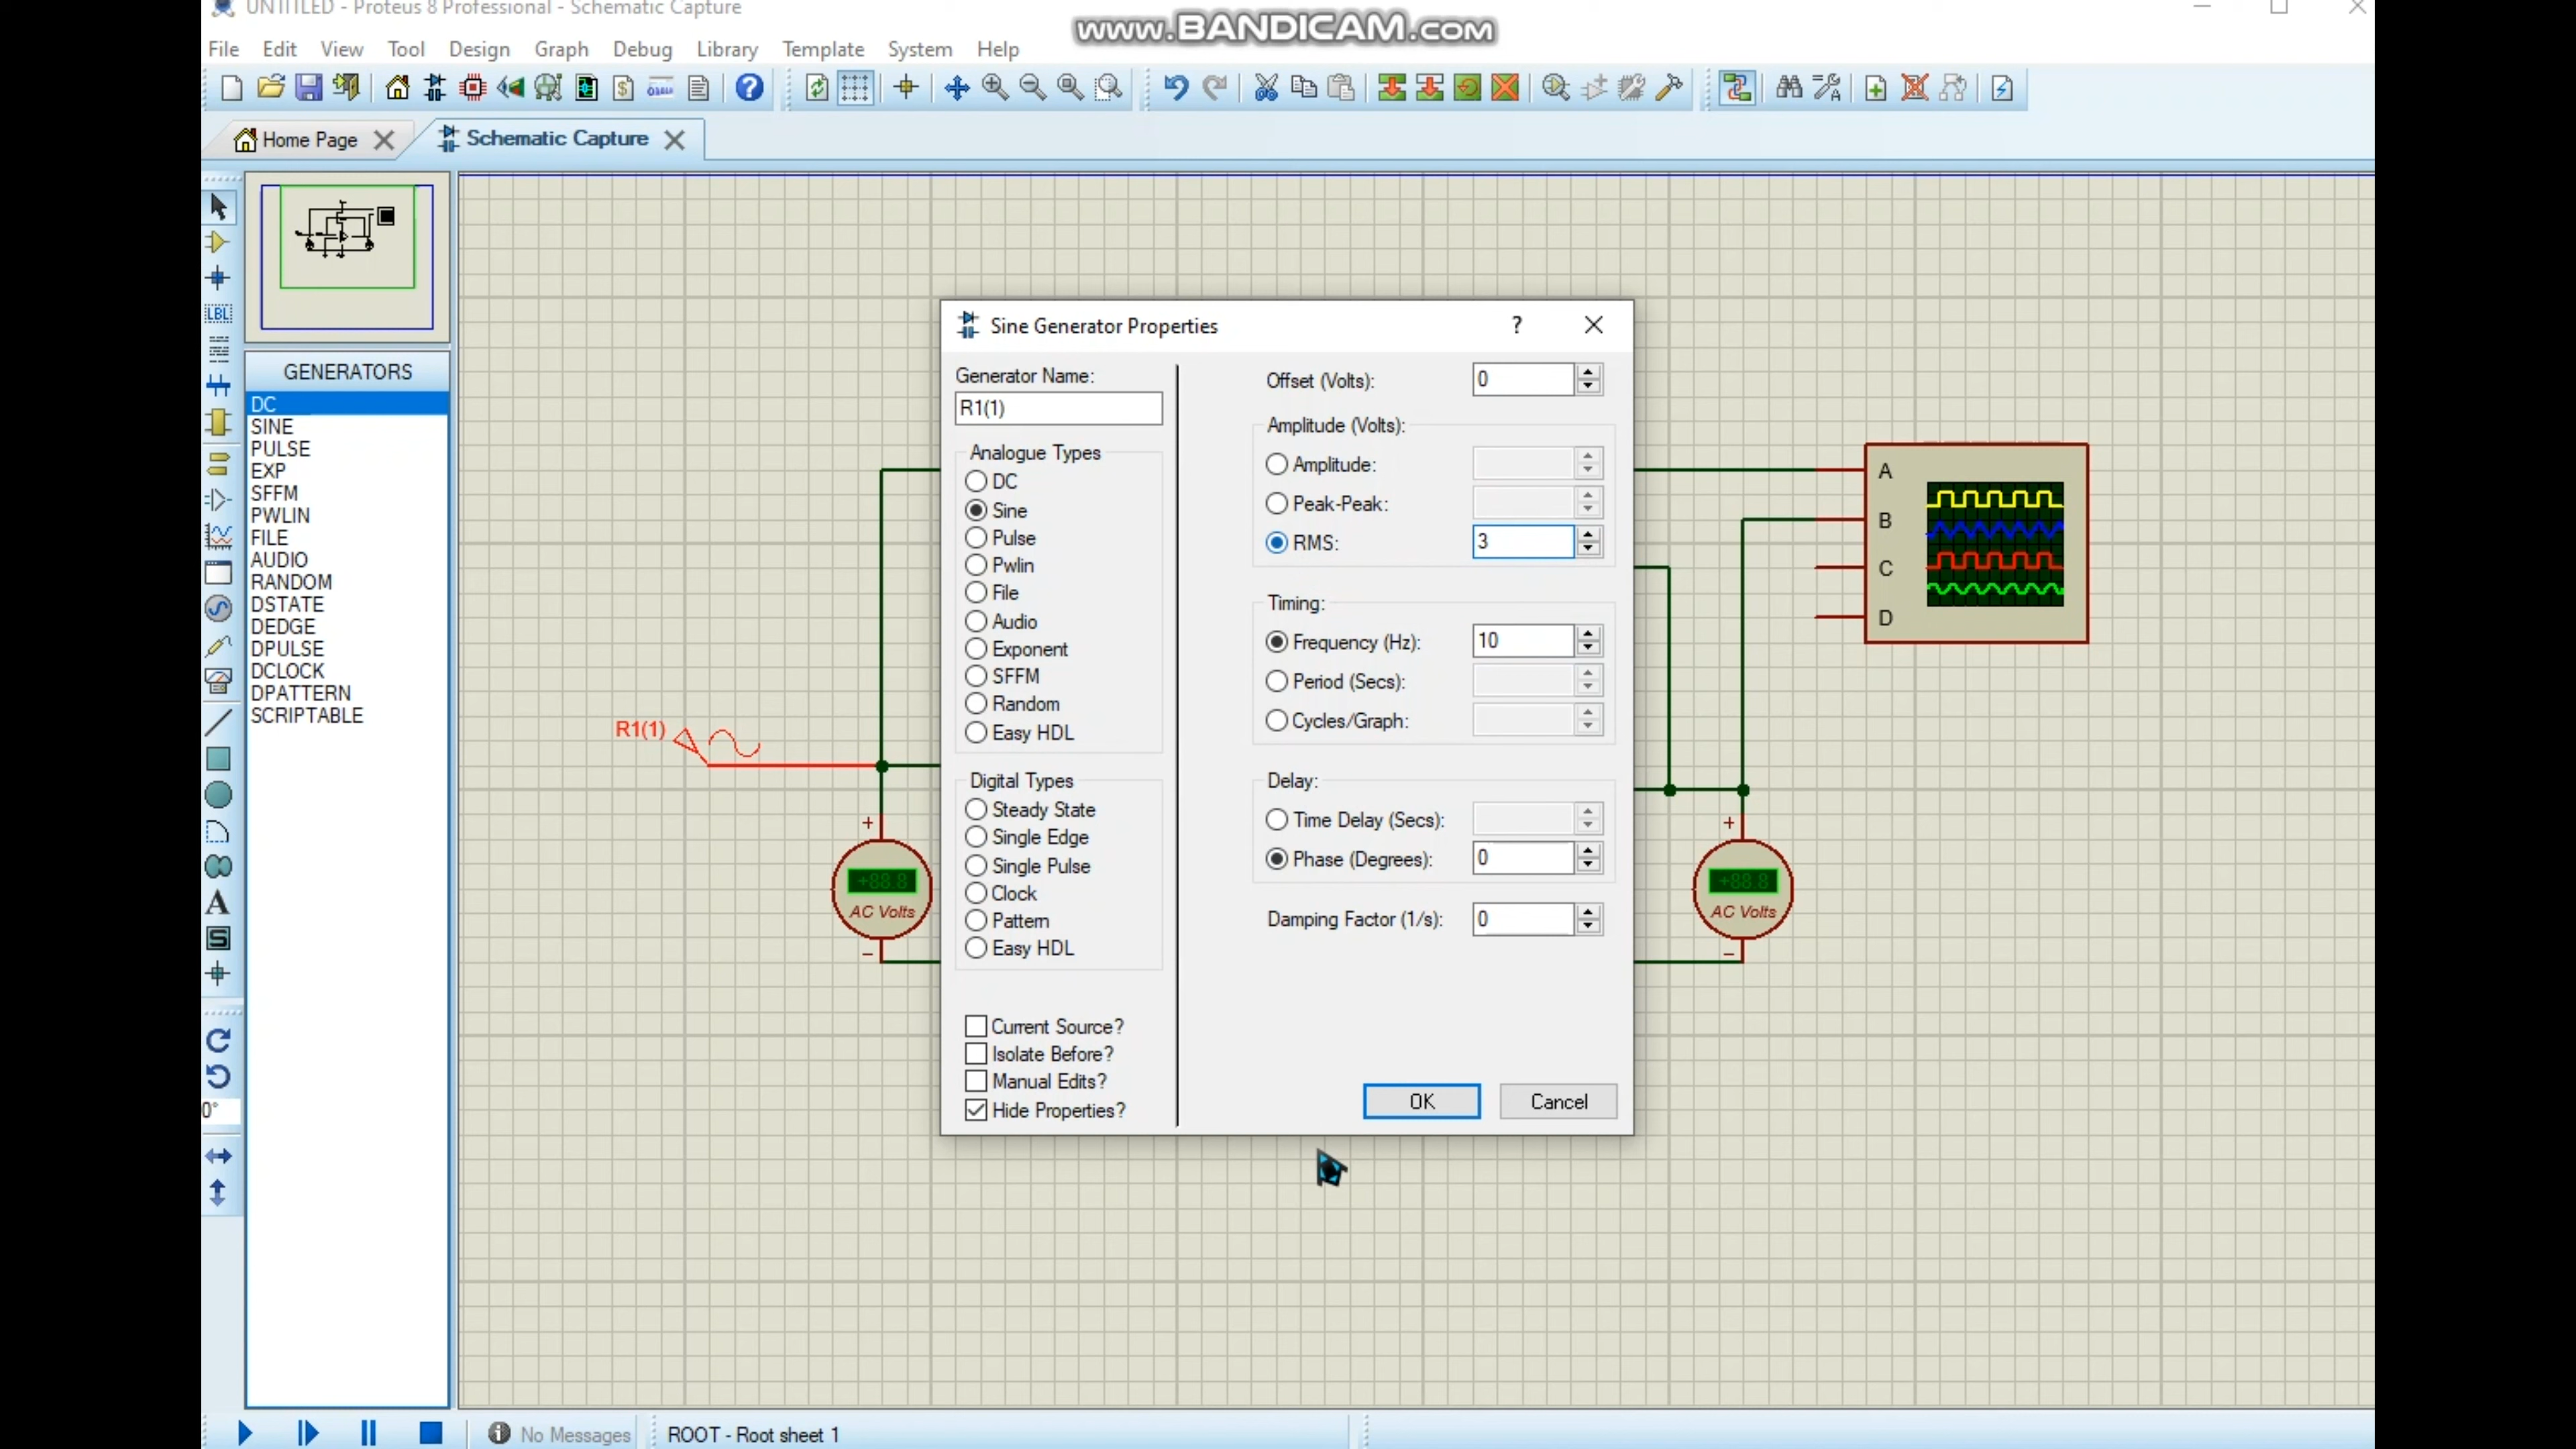 UNTITLED - Proteus 8 Professional - Schematic Capture
www.BANDICAM.com
File Edit View Tool Design Graph Debug Library Template System Help
Home Page
Schematic Capture
LBL
GENERATORS
DC
SINE
PULSE
EXP
SFFM
PWLIN
FILE
AUDIO
RANDOM
DSTATE
DEDGE
DPULSE
DCLOCK
DPATTERN
SCRIPTABLE
A
S
0°
R1(1)
+
AC Volts
−
Sine Generator Properties
?
Generator Name:
R1(1)
Analogue Types
DC
Sine
Pulse
Pwlin
File
Audio
Exponent
SFFM
Random
Easy HDL
Digital Types
Steady State
Single Edge
Single Pulse
Clock
Pattern
Easy HDL
Current Source?
Isolate Before?
Manual Edits?
Hide Properties?
Offset (Volts): 0
Amplitude (Volts):
Amplitude:
Peak-Peak:
RMS: 3
Timing:
Frequency (Hz): 10
Period (Secs):
Cycles/Graph:
Delay:
Time Delay (Secs):
Phase (Degrees): 0
Damping Factor (1/s): 0
OK Cancel
A
B
C
D
+
AC Volts
−
No Messages
ROOT - Root sheet 1